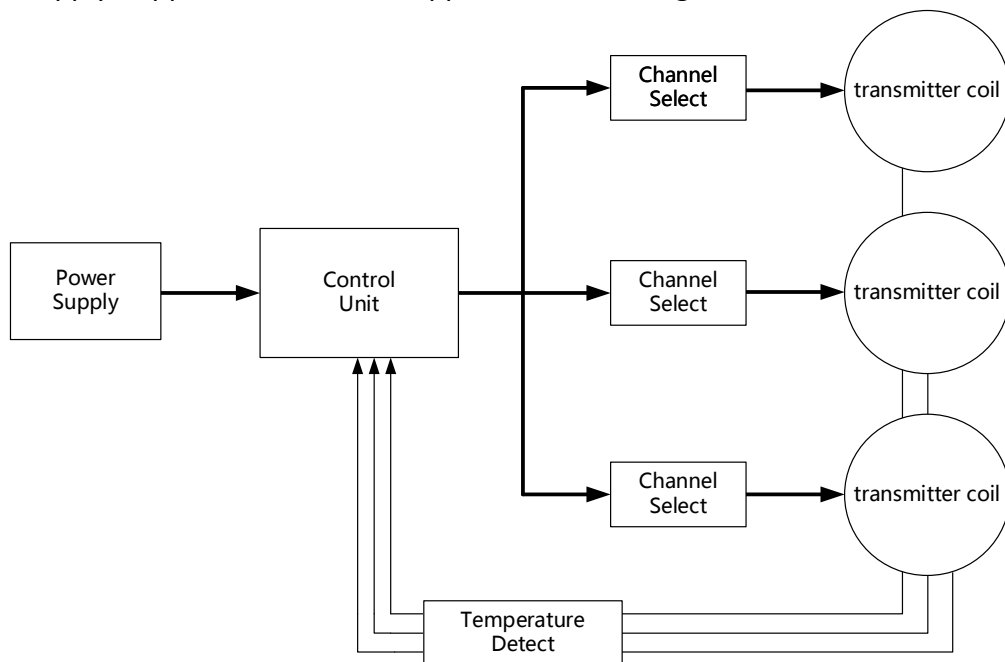 Channel
Select
transmitter coil
Power
Supply
Control
Unit
Channel
Select
transmitter coil
Channel
Select
transmitter coil
Temperature
Detect